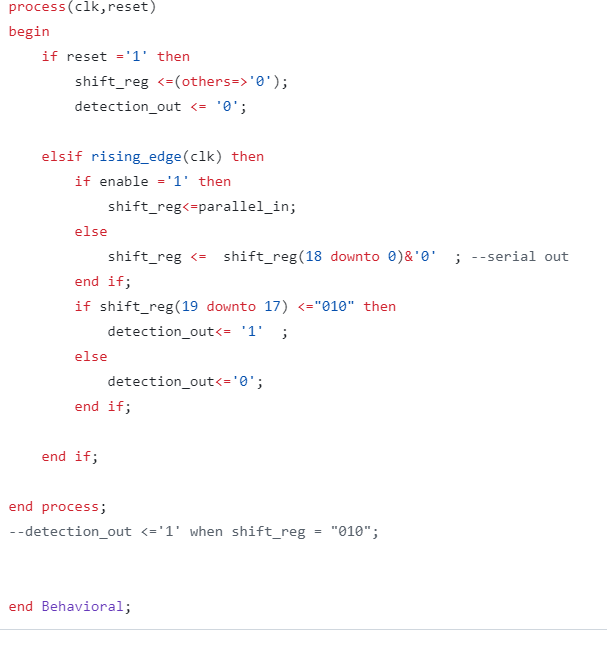 process(clk,reset)
begin
    if reset ='1' then
        shift_reg <=(others=>'0');
        detection_out <= '0';

    elsif rising_edge(clk) then
        if enable ='1' then
            shift_reg<=parallel_in;
        else
            shift_reg <=  shift_reg(18 downto 0)&'0'  ; --serial out
        end if;
        if shift_reg(19 downto 17) <="010" then
            detection_out<= '1'  ;
        else
            detection_out<='0';
        end if;

    end if;

end process;
--detection_out <='1' when shift_reg = "010";


end Behavioral;